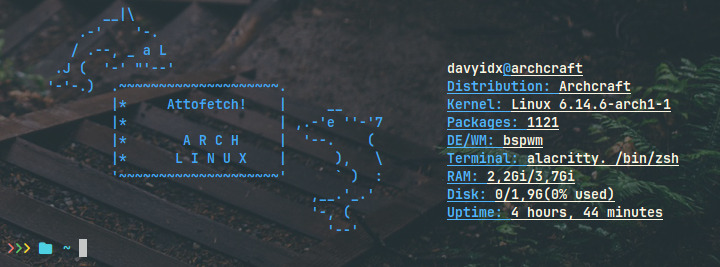 Attofetch!
A R C H
L I N U X
davyidx@archcraft
Distribution: Archcraft
Kernel: Linux 6.14.6-arch1-1
Packages: 1121
DE/WM: bspwm
Terminal: alacritty. /bin/zsh
RAM: 2,2Gi/3,7Gi
Disk: 0/1,9G(0% used)
Uptime: 4 hours, 44 minutes
>>> ~